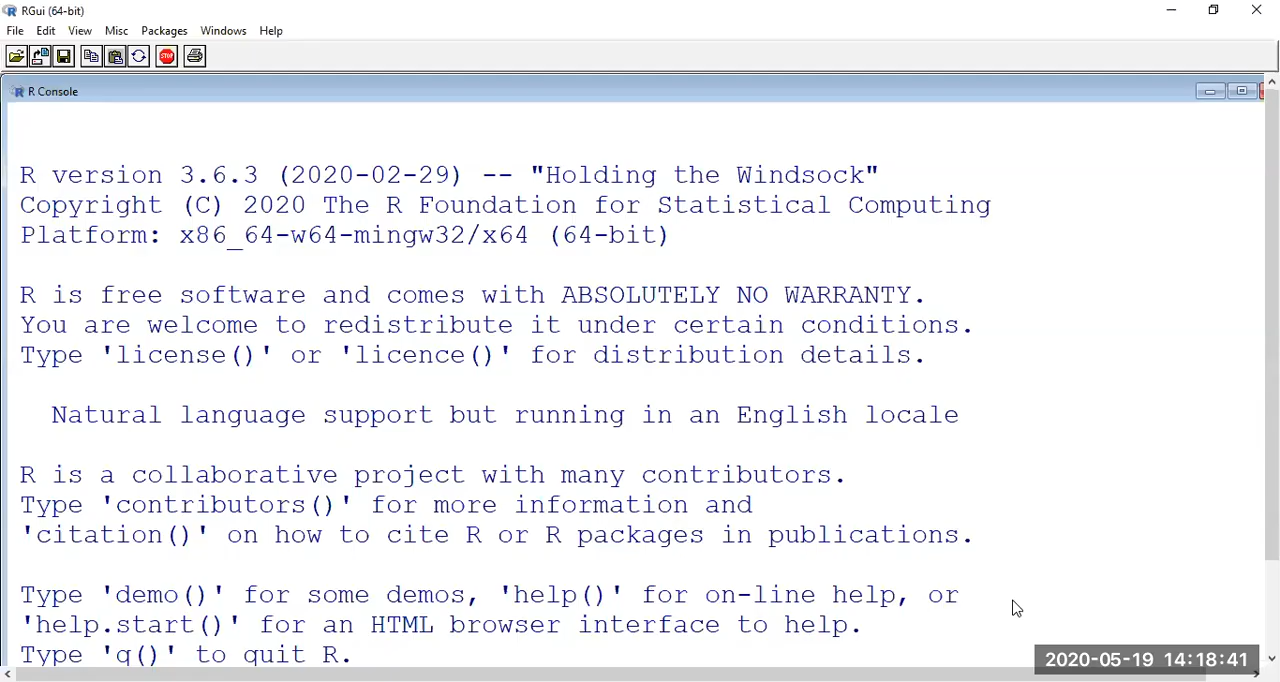 RGui (64-bit)
File Edit View Misc Packages Windows Help
STOP
R Console
R version 3.6.3 (2020-02-29) -- "Holding the Windsock"
Copyright (C) 2020 The R Foundation for Statistical Computing
Platform: x86_64-w64-mingw32/x64 (64-bit)
R is free software and comes with ABSOLUTELY NO WARRANTY.
You are welcome to redistribute it under certain conditions.
Type 'license()' or 'licence()' for distribution details.
Natural language support but running in an English locale
R is a collaborative project with many contributors.
Type 'contributors()' for more information and
'citation()' on how to cite R or R packages in publications.
Type 'demo()' for some demos, 'help()' for on-line help, or
'help.start()' for an HTML browser interface to help.
Type 'q()' to quit R.
2020-05-19 14:18:41